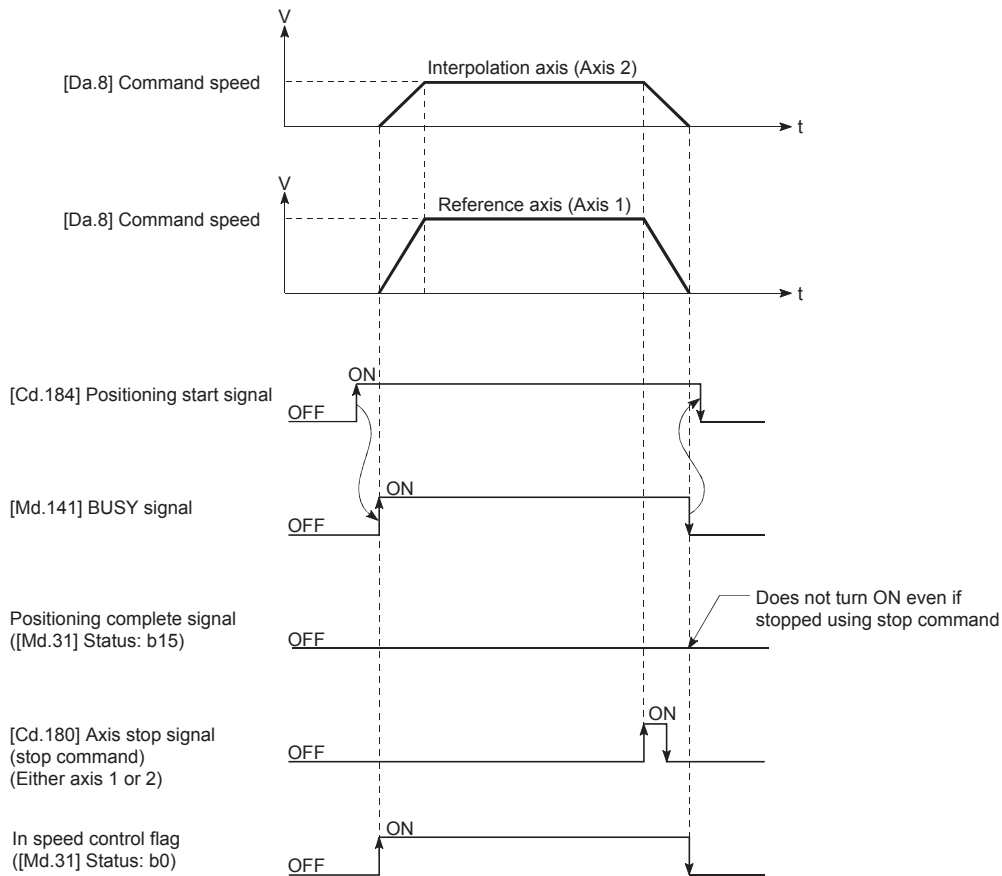 V
Interpolation axis (Axis 2)
[Da.8] Command speed
t
V
Reference axis (Axis 1)
[Da.8] Command speed
t
ON
[Cd.184] Positioning start signal
OFF
ON
[Md.141] BUSY signal
OFF
Does not turn ON even if
stopped using stop command
Positioning complete signal
([Md.31] Status: b15)
OFF
ON
[Cd.180] Axis stop signal
(stop command)
(Either axis 1 or 2)
OFF
ON
In speed control flag
([Md.31] Status: b0)
OFF